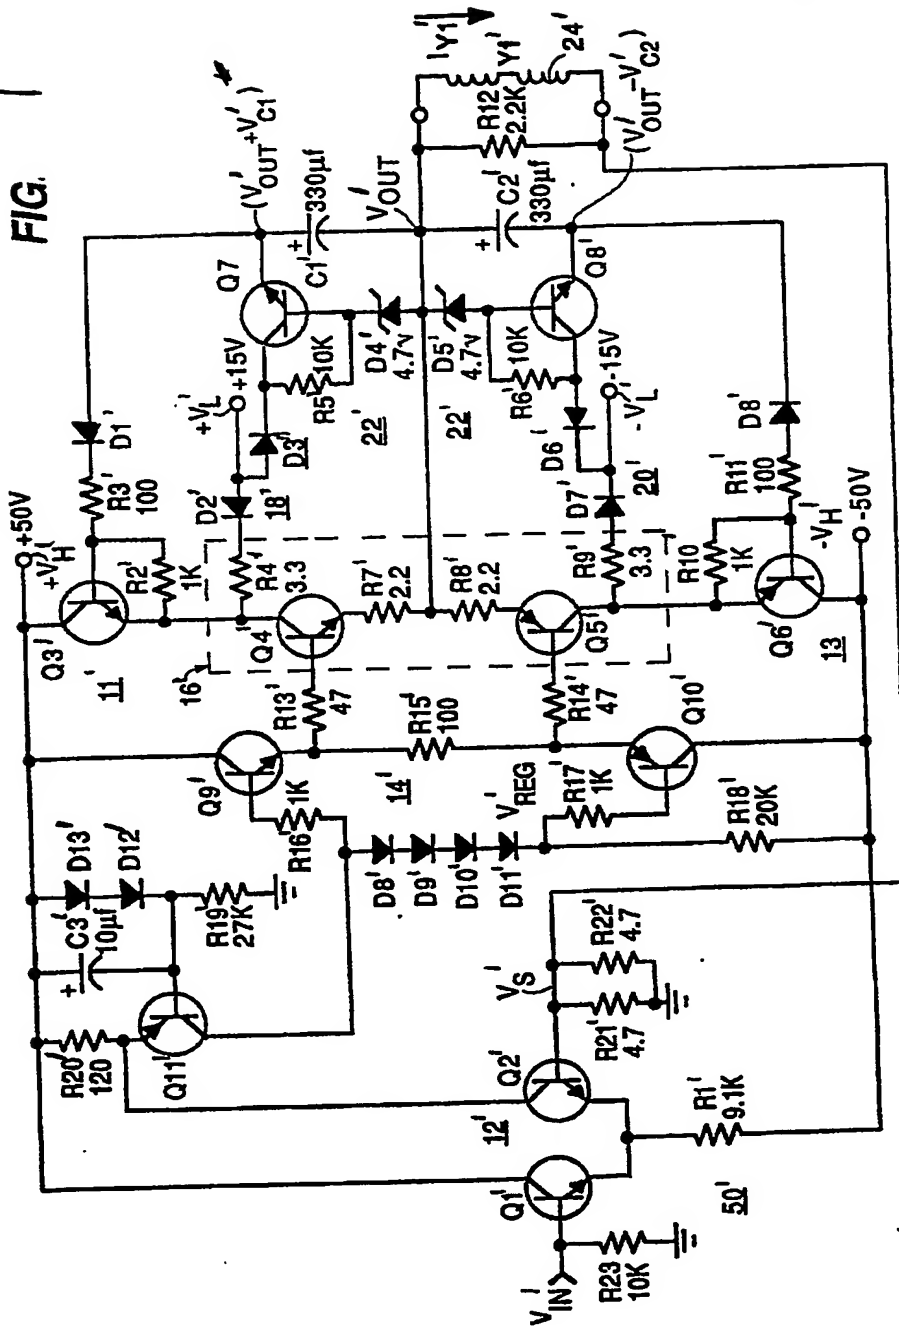 FIG. 1
+50V
+V'H
Q3'
11'
R2'
1K
R3'
100
D1'
Q7
(V'OUT+V'C1)
C1'
330μf
+
V'OUT
D2'
18'
+V'L
+15V
D3'
R5'
10K
22'
D4'
4.7v
16'
R4'
3.3
Q4'
R7'
2.2
R8'
2.2
Q5'
R9'
3.3
D5'
4.7v
22'
R6'
10K
D6'
D7'
20'
-15V
-V'L
C2'
330μf
+
Q8'
(V'OUT-V'C2)
R12'
2.2K
Y1'
24'
IY1'
R10
1K
R11'
100
D8'
Q6'
13
-V'H
-50V
R13'
47
R14'
47
R15'
100
14'
Q9'
Q10'
R16'
1K
R17'
1K
V'REG
D8'
D9'
D10'
D11'
R18'
20K
D13'
D12'
C3'
10μf
+
R19'
27K
R20'
120
Q11'
Q1'
Q2'
12'
V'S
R21'
4.7
R22'
4.7
R1'
9.1K
50'
V'IN
R23
10K